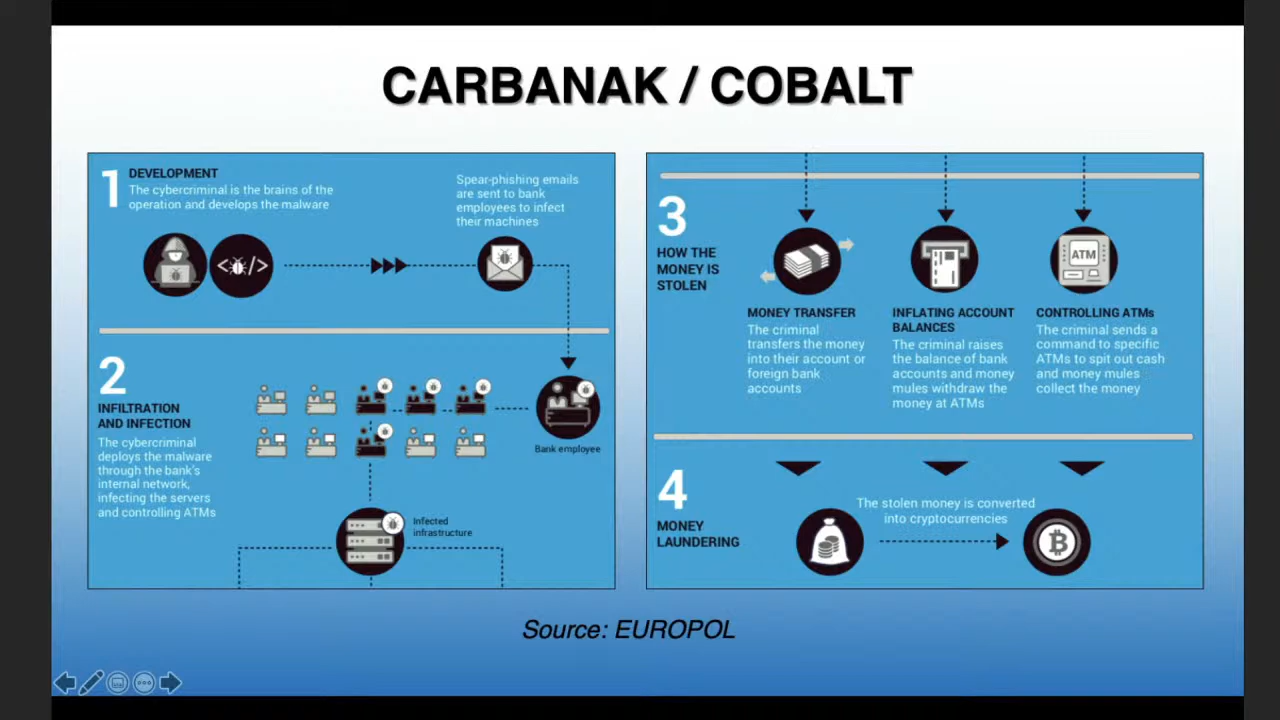 CARBANAK / COBALT
1
DEVELOPMENT
The cybercriminal is the brains of the
operation and develops the malware
Spear-phishing emails
are sent to bank
employees to infect
their machines
</>
2
INFILTRATION
AND INFECTION
The cybercriminal
deploys the malware
through the bank's
internal network,
infecting the servers
and controlling ATMs
Bank employee
Infected
infrastructure
3
HOW THE
MONEY IS
STOLEN
MONEY TRANSFER
The criminal
transfers the money
into their account or
foreign bank
accounts
INFLATING ACCOUNT
BALANCES
The criminal raises
the balance of bank
accounts and money
mules withdraw the
money at ATMs
ATM
CONTROLLING ATMs
The criminal sends a
command to specific
ATMs to spit out cash
and money mules
collect the money
4
MONEY
LAUNDERING
The stolen money is converted
into cryptocurrencies
Source: EUROPOL